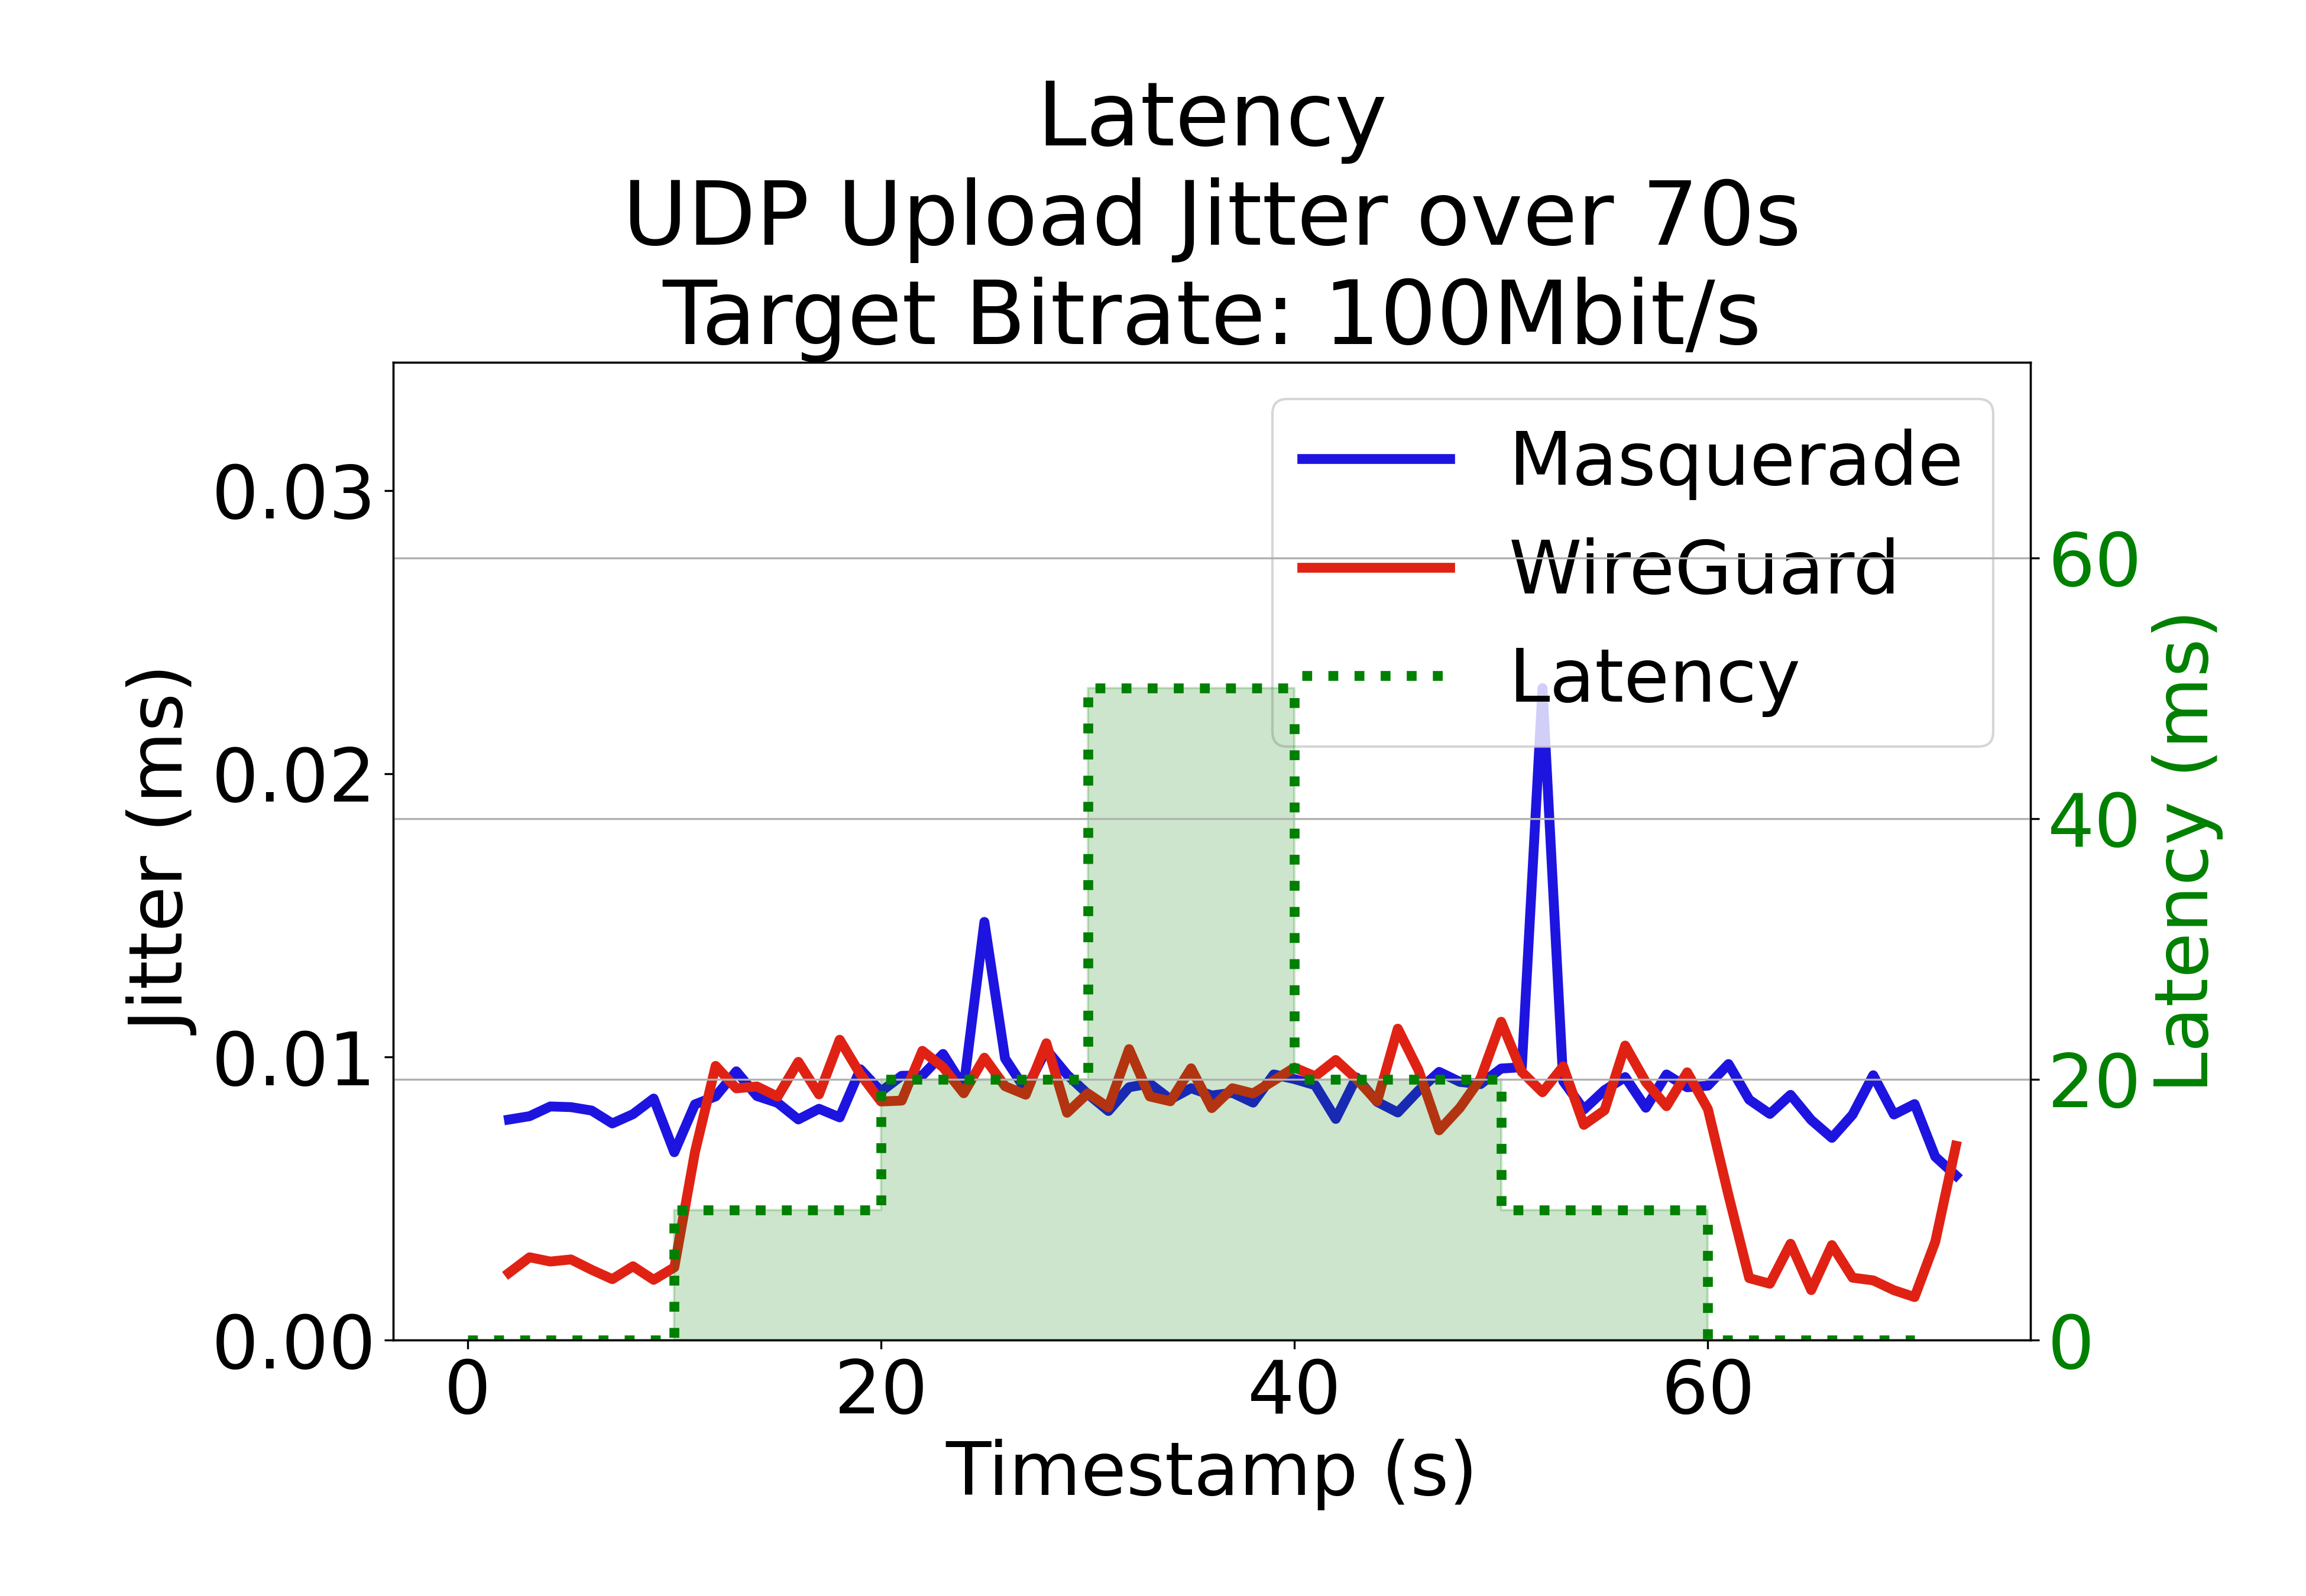 Latency
UDP Upload Jitter over 70s
Target Bitrate: 100Mbit/s
Masquerade
WireGuard
Latency
Jitter (ms)
0.03
0.02
0.01
0.00
60
40
20
0
Latency (ms)
0
20
40
60
Timestamp (s)